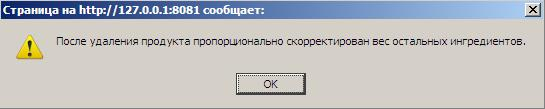 Страница на http://127.0.0.1:8081 сообщает:
После удаления продукта пропорционально скорректирован вес остальных ингредиентов.
OK